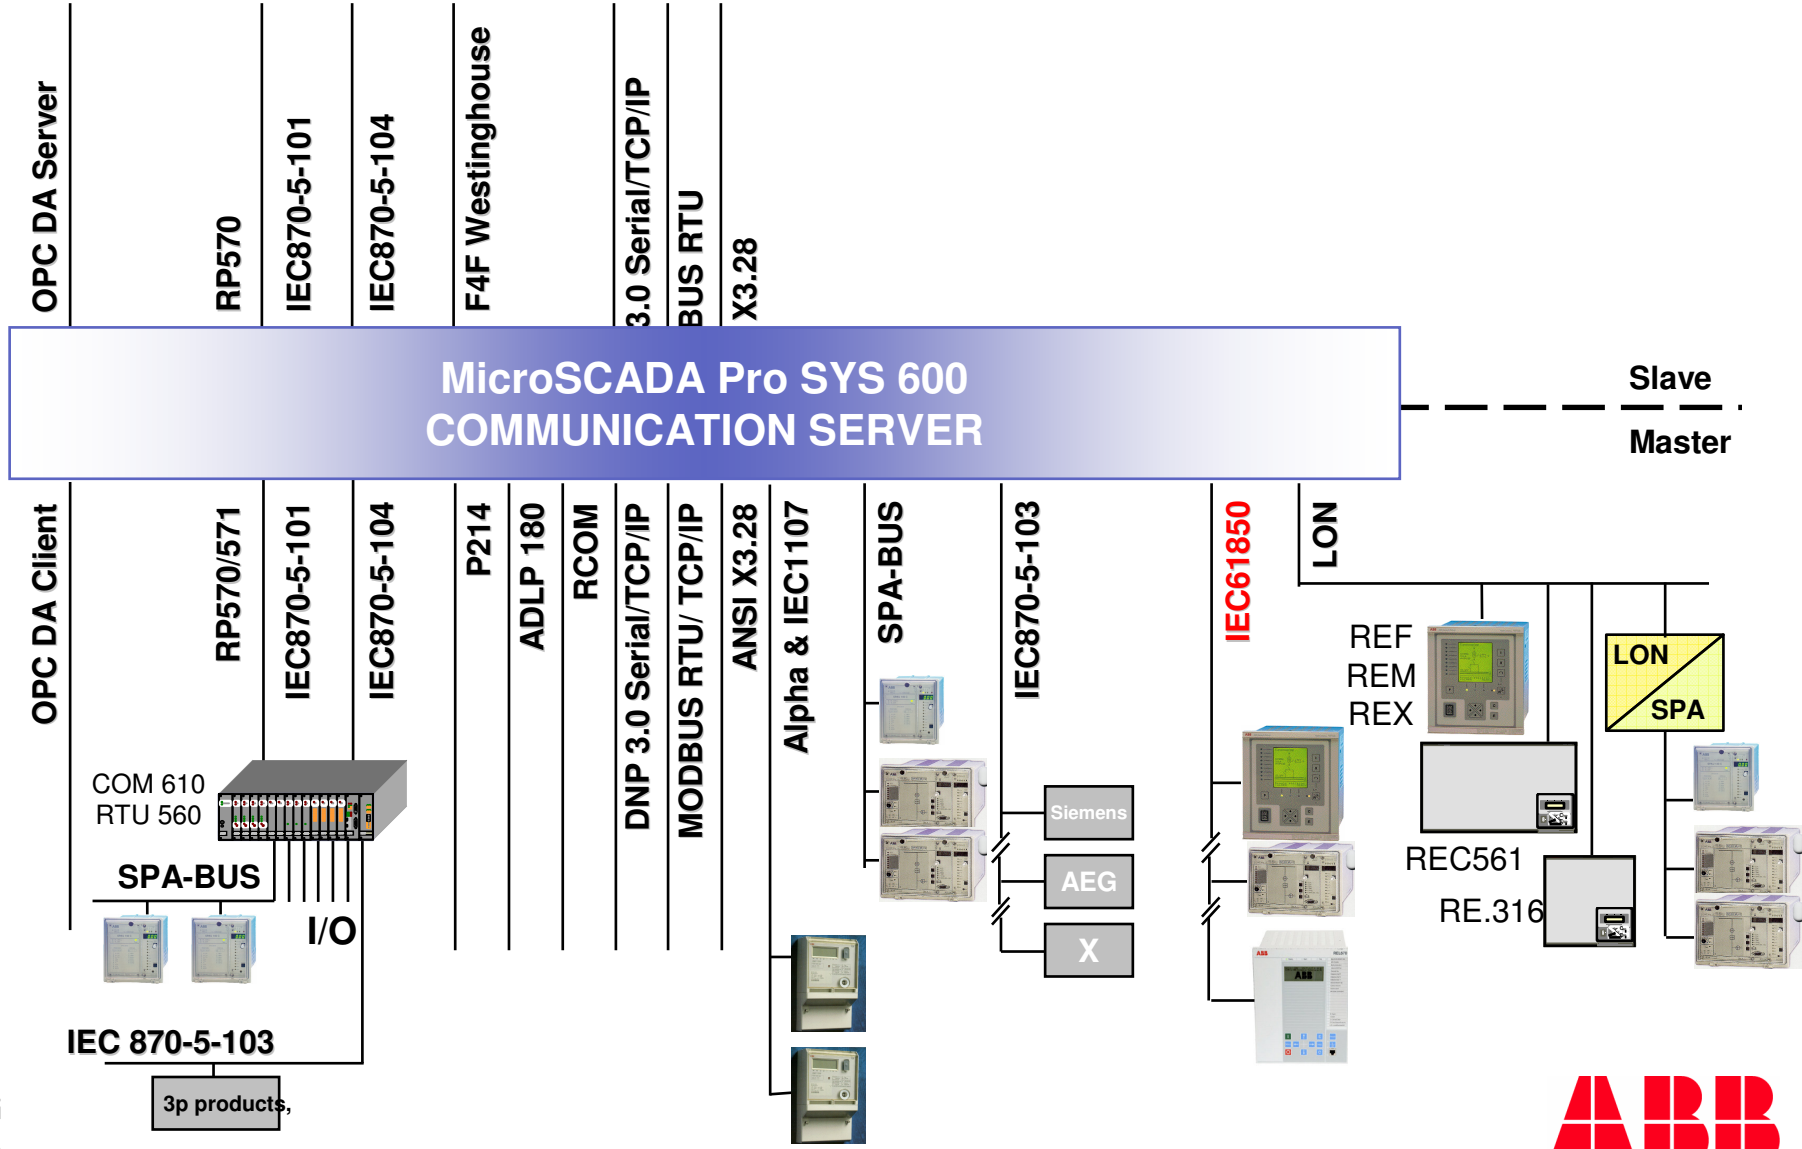 OPC DA Server
RP570
IEC870-5-101
IEC870-5-104
F4F Westinghouse
3.0 Serial/TCP/IP
BUS RTU
X3.28
MicroSCADA Pro SYS 600
COMMUNICATION SERVER
Slave
Master
OPC DA Client
RP570/571
IEC870-5-101
IEC870-5-104
P214
ADLP 180
RCOM
DNP 3.0 Serial/TCP/IP
MODBUS RTU/ TCP/IP
ANSI X3.28
Alpha & IEC1107
SPA-BUS
IEC870-5-103
IEC61850
LON
REF
REM
REX
LON
SPA
COM 610
RTU 560
Siemens
AEG
X
REC561
RE.316
SPA-BUS
I/O
ABB
ABB
IEC 870-5-103
3p products,
ABB